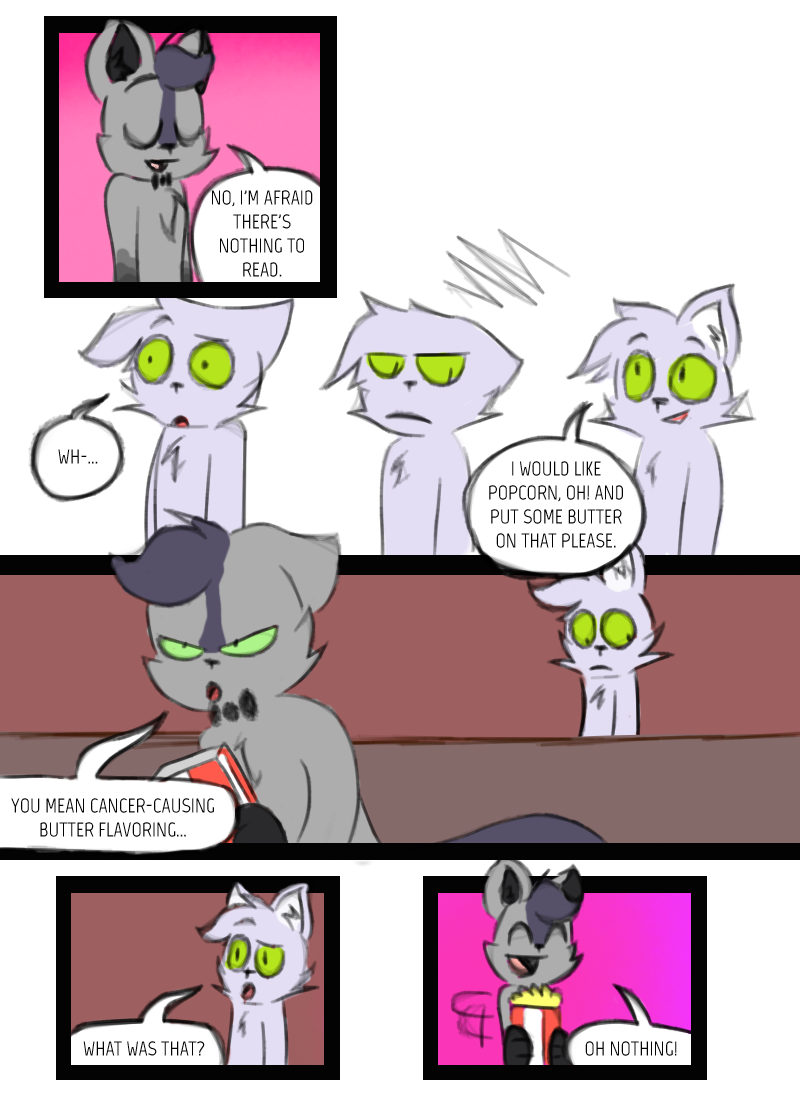 NO, I'M AFRAID
THERE'S
NOTHING TO
READ.
WH-...
I WOULD LIKE
POPCORN, OH! AND
PUT SOME BUTTER
ON THAT PLEASE.
YOU MEAN CANCER-CAUSING
BUTTER FLAVORING...
WHAT WAS THAT?
OH NOTHING!